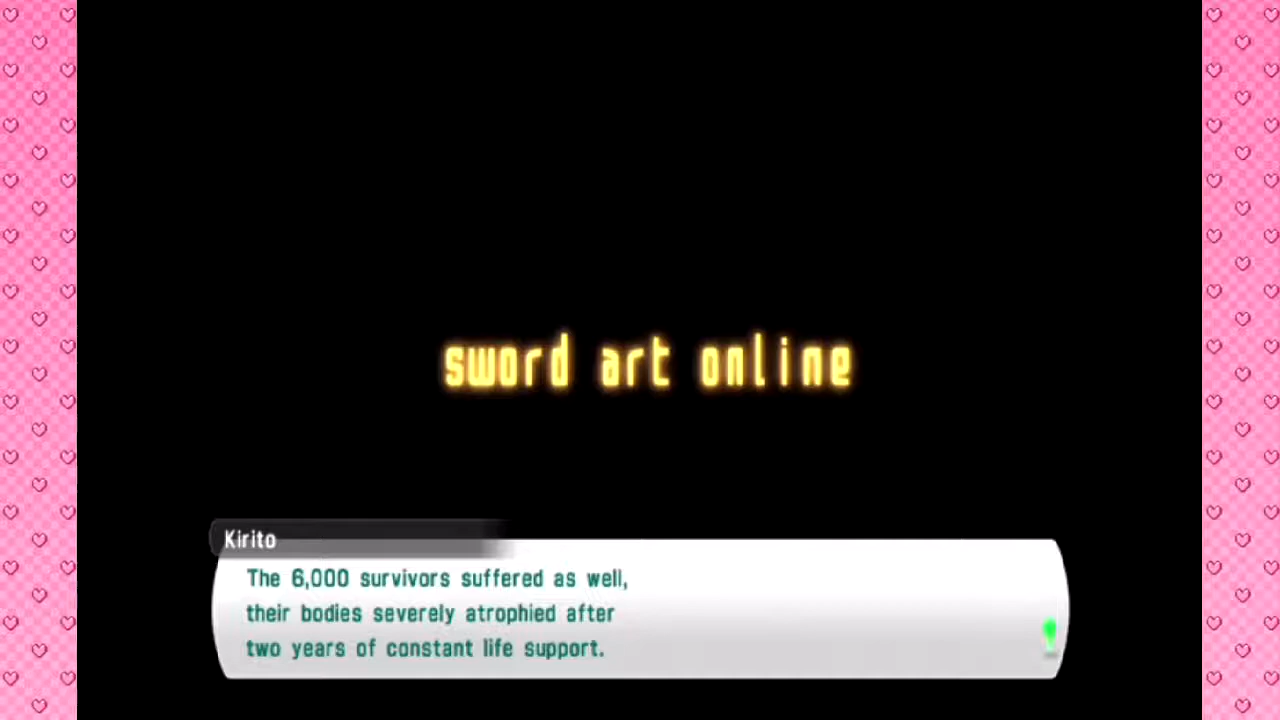 sword art online
Kirito
The 6,000 survivors suffered as well,
their bodies severely atrophied after
two years of constant life support.